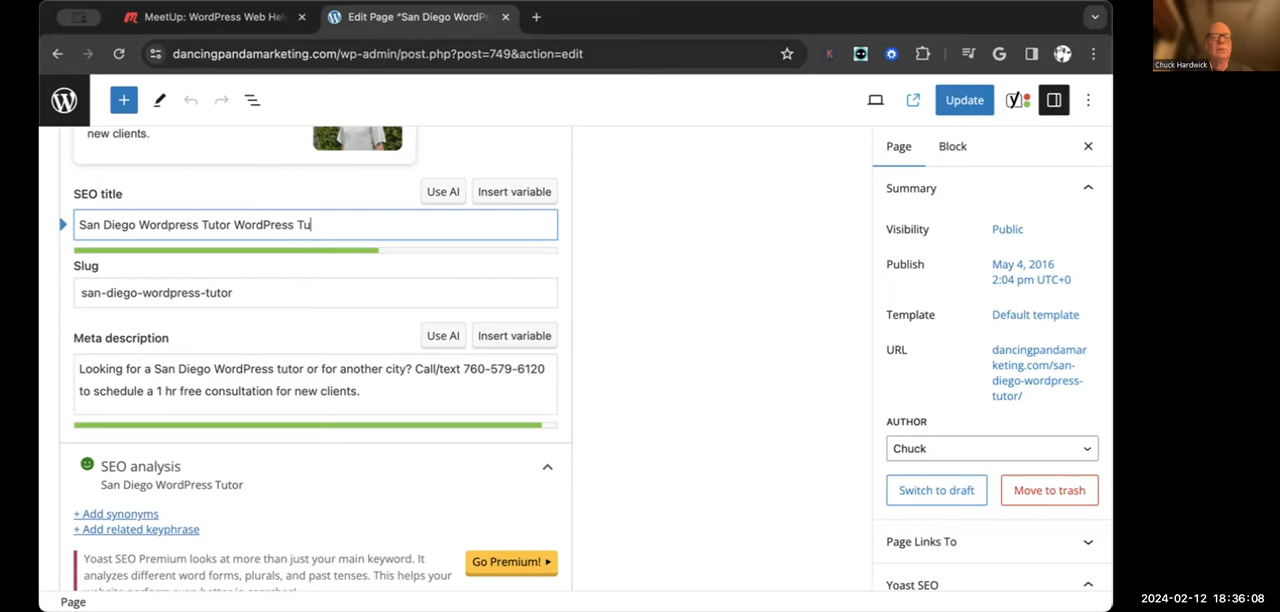 MeetUp: WordPress Web Hel
Edit Page “San Diego WordPr
Chuck Hardwick
dancingpandamarketing.com/wp-admin/post.php?post=749&action=edit
Update
new clients.
Page
Block
SEO title
Use AI
Insert variable
Summary
San Diego Wordpress Tutor WordPress Tu
Visibility
Public
Slug
Publish
May 4, 2016
2:04 pm UTC+0
san-diego-wordpress-tutor
Template
Default template
Meta description
Use AI
Insert variable
URL
dancingpandamar
keting.com/san-
diego-wordpress-
tutor/
Looking for a San Diego WordPress tutor or for another city? Call/text 760-579-6120
to schedule a 1 hr free consultation for new clients.
AUTHOR
Chuck
SEO analysis
San Diego WordPress Tutor
Switch to draft
Move to trash
+ Add synonyms
+ Add related keyphrase
Page Links To
Yoast SEO Premium looks at more than just your main keyword. It
analyzes different word forms, plurals, and past tenses. This helps your
Go Premium!
Yoast SEO
Page
2024-02-12 18:36:08